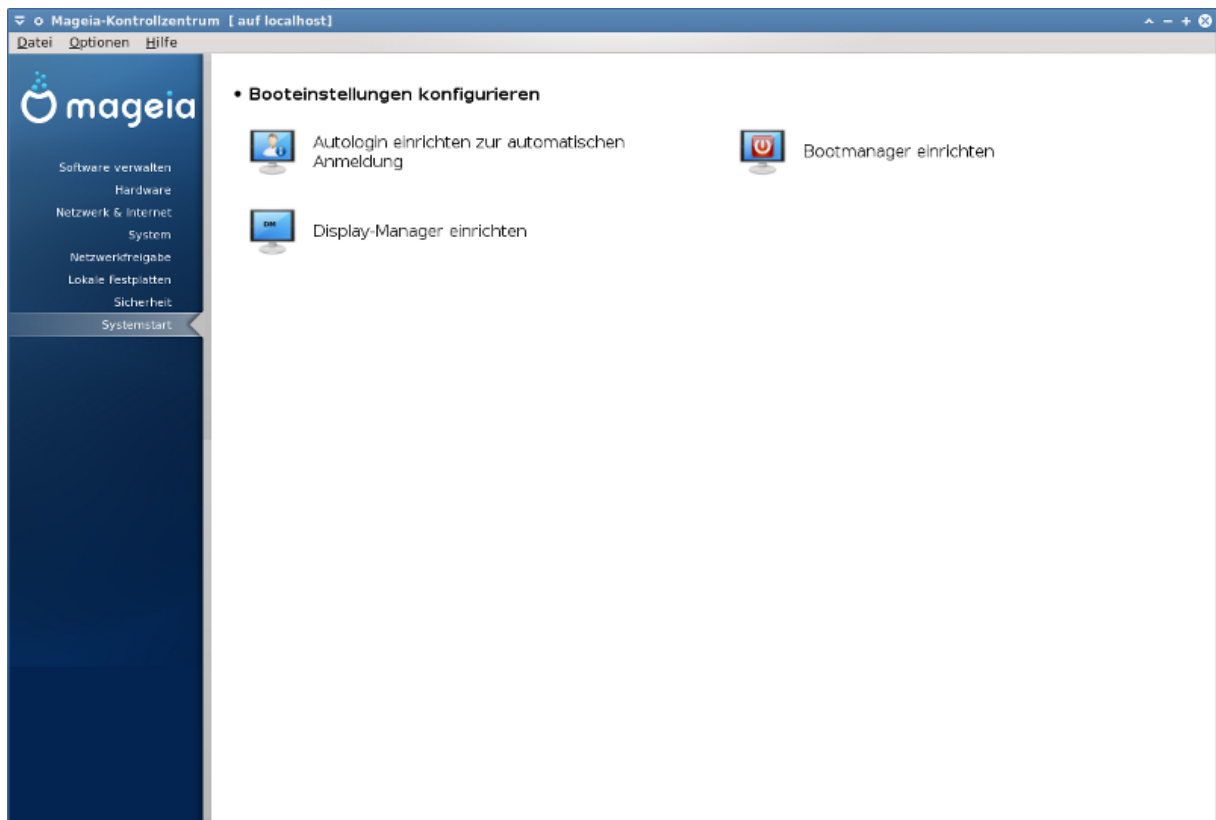 Mageia-Kontrollzentrum [ auf localhost]
Datei Optionen Hilfe
mageia
Software verwalten
Hardware
Netzwerk & Internet
System
Netzwerkfreigabe
Lokale Festplatten
Sicherheit
Systemstart
• Booteinstellungen konfigurieren
Autologin einrichten zur automatischen
Anmeldung
Bootmanager einrichten
DM
Display-Manager einrichten